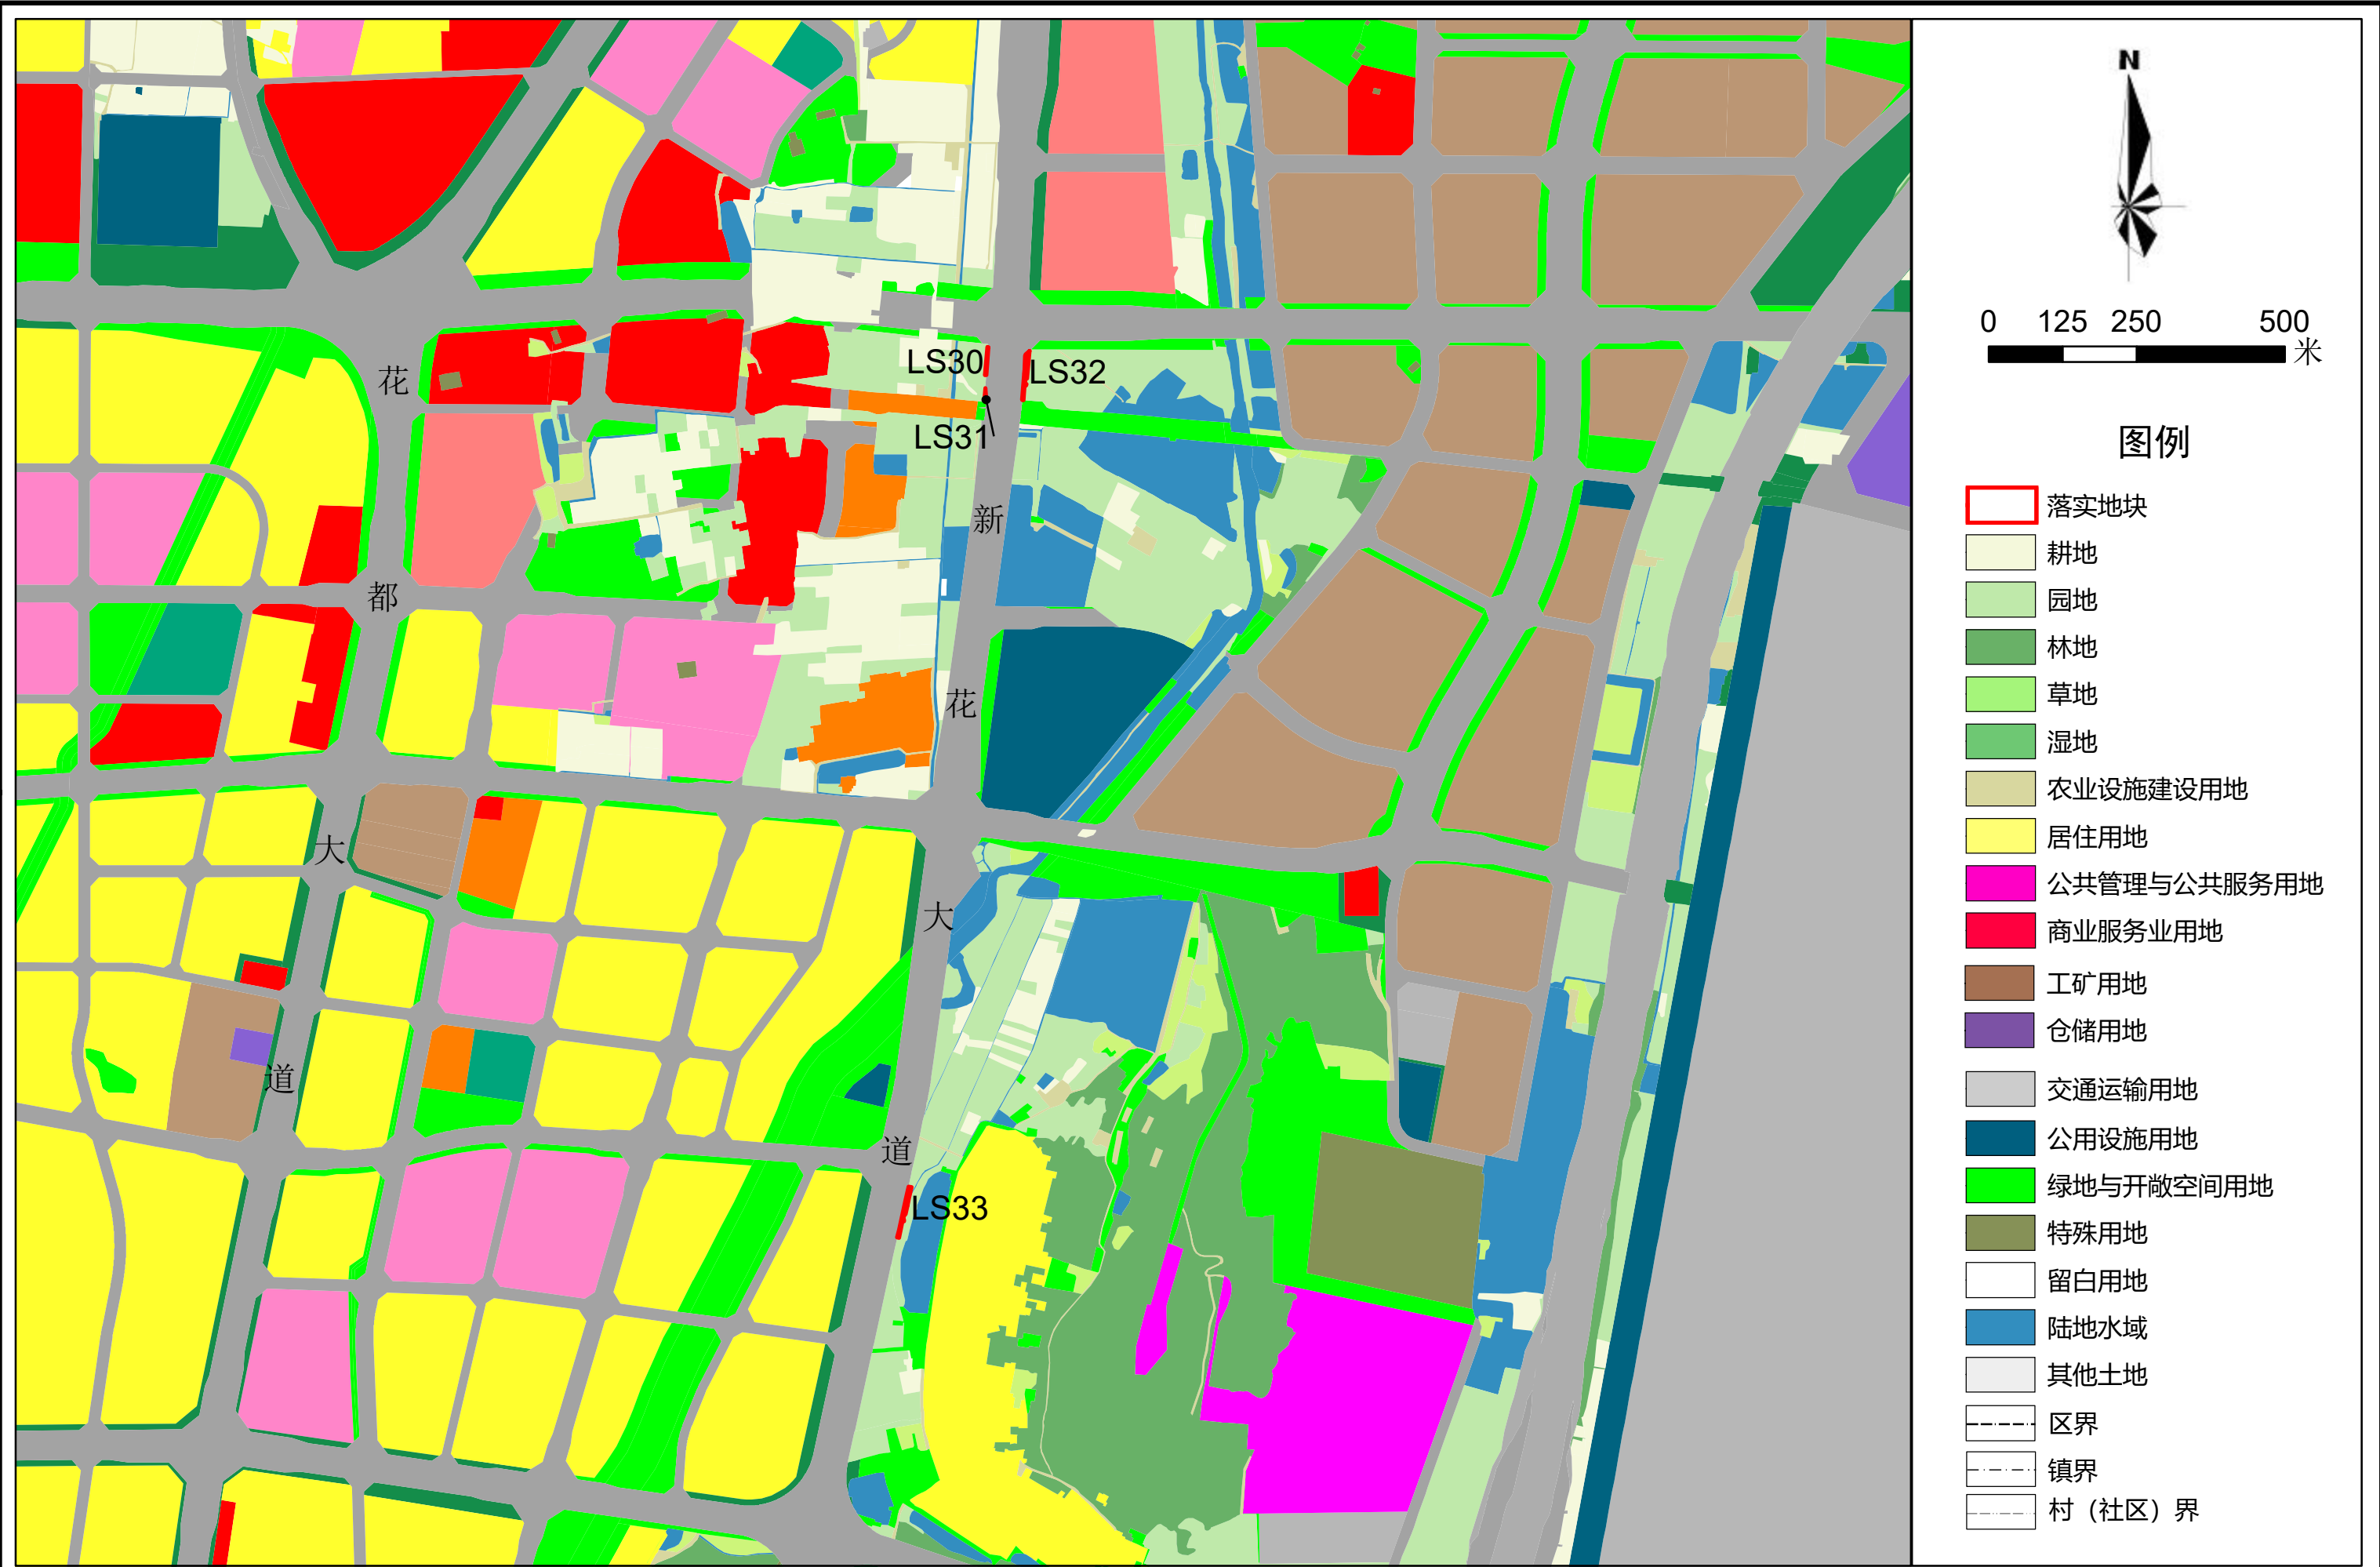 N
0 125 250 500
米
图例
落实地块
耕地
园地
林地
草地
湿地
农业设施建设用地
居住用地
公共管理与公共服务用地
商业服务业用地
工矿用地
仓储用地
交通运输用地
公用设施用地
绿地与开敞空间用地
特殊用地
留白用地
陆地水域
其他土地
区界
镇界
村（社区）界
LS30
LS32
LS31
LS33
花
都
大
道
新
花
大
道